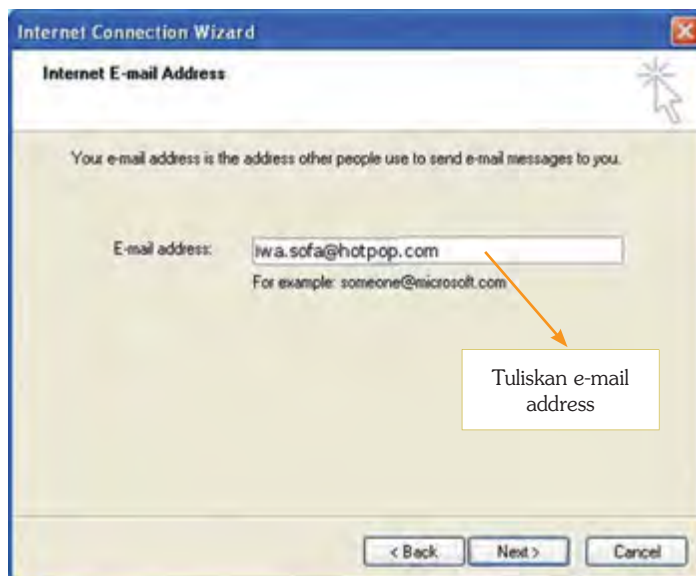 Internet Connection Wizard
Internet E-mail Address
Your e-mail address is the address other people use to send e-mail messages to you.
E-mail address: iwa.sofa@hotpop.com
For example: someone@microsoft.com
Tuliskan e-mail
address
< Back Next > Cancel